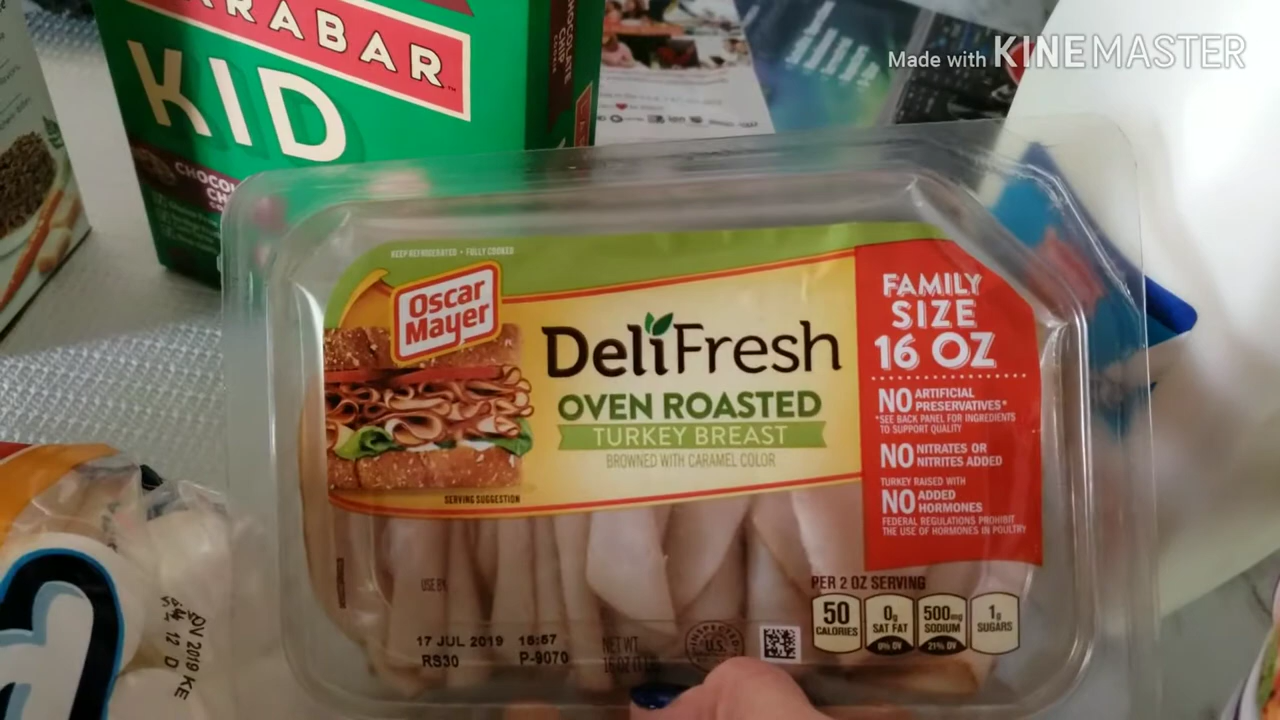 Made with KINEMASTER
ARABAR
KID
CHOCOLATE
CHIP
KEEP REFRIGERATED • FULLY COOKED
Oscar
Mayer
DeliFresh
OVEN ROASTED
TURKEY BREAST
BROWNED WITH CARAMEL COLOR
SERVING SUGGESTION
FAMILY
SIZE
16 OZ
NO ARTIFICIAL
PRESERVATIVES*
*SEE BACK PANEL FOR INGREDIENTS
TO SUPPORT QUALITY
NO NITRATES OR
NITRITES ADDED
TURKEY RAISED WITH
NO ADDED
HORMONES
FEDERAL REGULATIONS PROHIBIT
THE USE OF HORMONES IN POULTRY
PER 2 OZ SERVING
50
CALORIES
0g
SAT FAT
0% DV
500mg
SODIUM
21% DV
1g
SUGARS
USE BY
17 JUL 2019 16:57
RS30 P-9070
NET WT
16 OZ
INSPECTED
U.S.